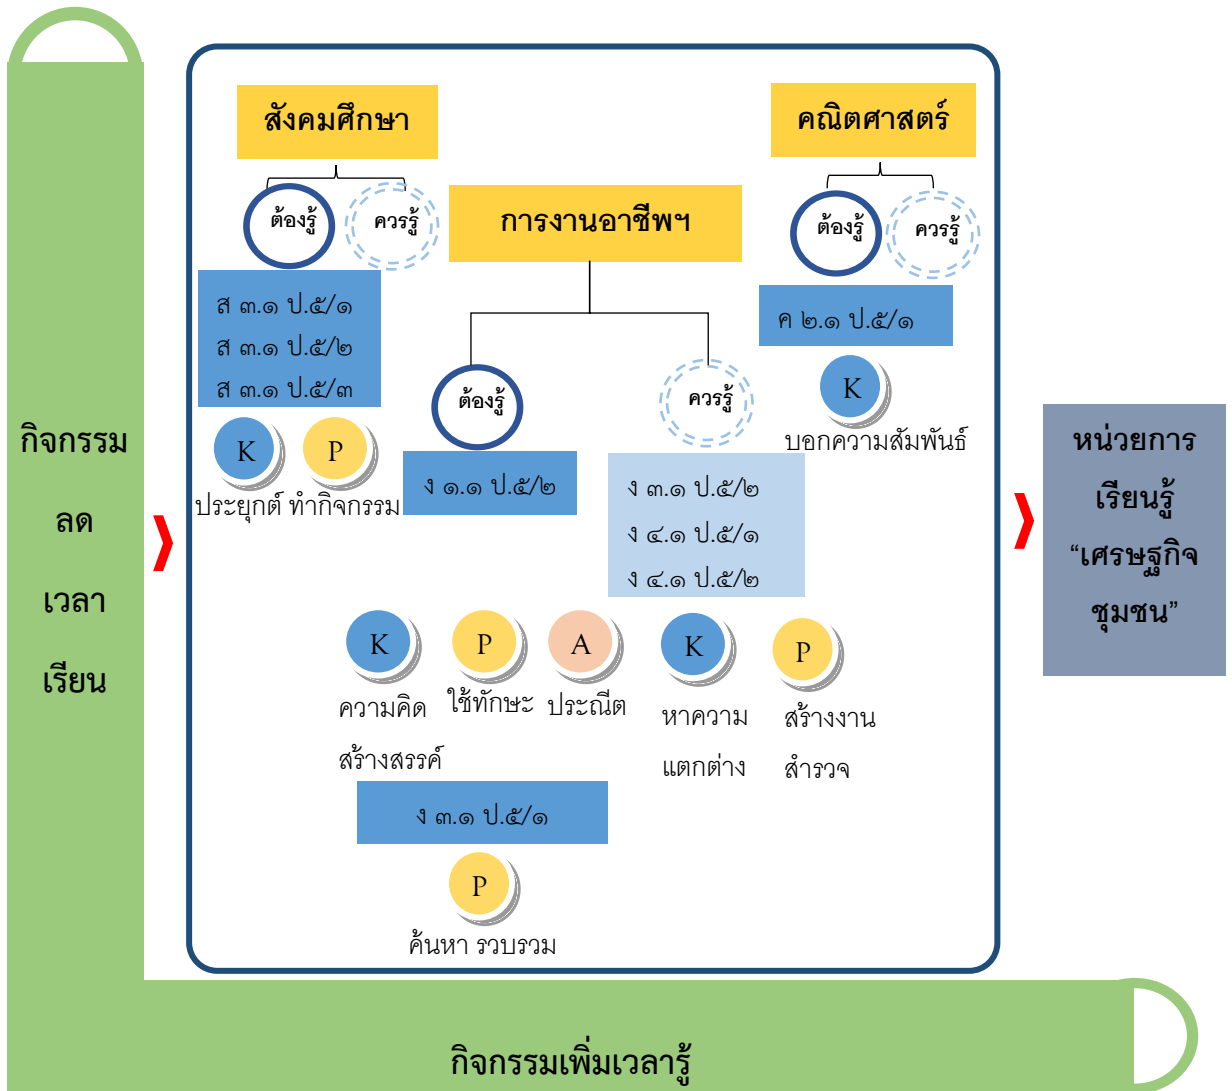 กิจกรรม
ลด
เวลา
เรียน
สังคมศึกษา
ต้องรู้
ควรรู้
ส ๓.๑ ป.๕/๑
ส ๓.๑ ป.๕/๒
ส ๓.๑ ป.๕/๓
K
P
ประยุกต์ ทำกิจกรรม
การงานอาชีพฯ
ต้องรู้
ควรรู้
ง ๑.๑ ป.๕/๒
ง ๓.๑ ป.๕/๒
ง ๔.๑ ป.๕/๑
ง ๔.๑ ป.๕/๒
คณิตศาสตร์
ต้องรู้
ควรรู้
ค ๒.๑ ป.๕/๑
K
บอกความสัมพันธ์
K
ความคิด
สร้างสรรค์
P
ใช้ทักษะ
A
ประณีต
K
หาความ
แตกต่าง
P
สร้างงาน
สำรวจ
ง ๓.๑ ป.๕/๑
P
ค้นหา รวบรวม
หน่วยการ
เรียนรู้
“เศรษฐกิจ
ชุมชน”
กิจกรรมเพิ่มเวลารู้